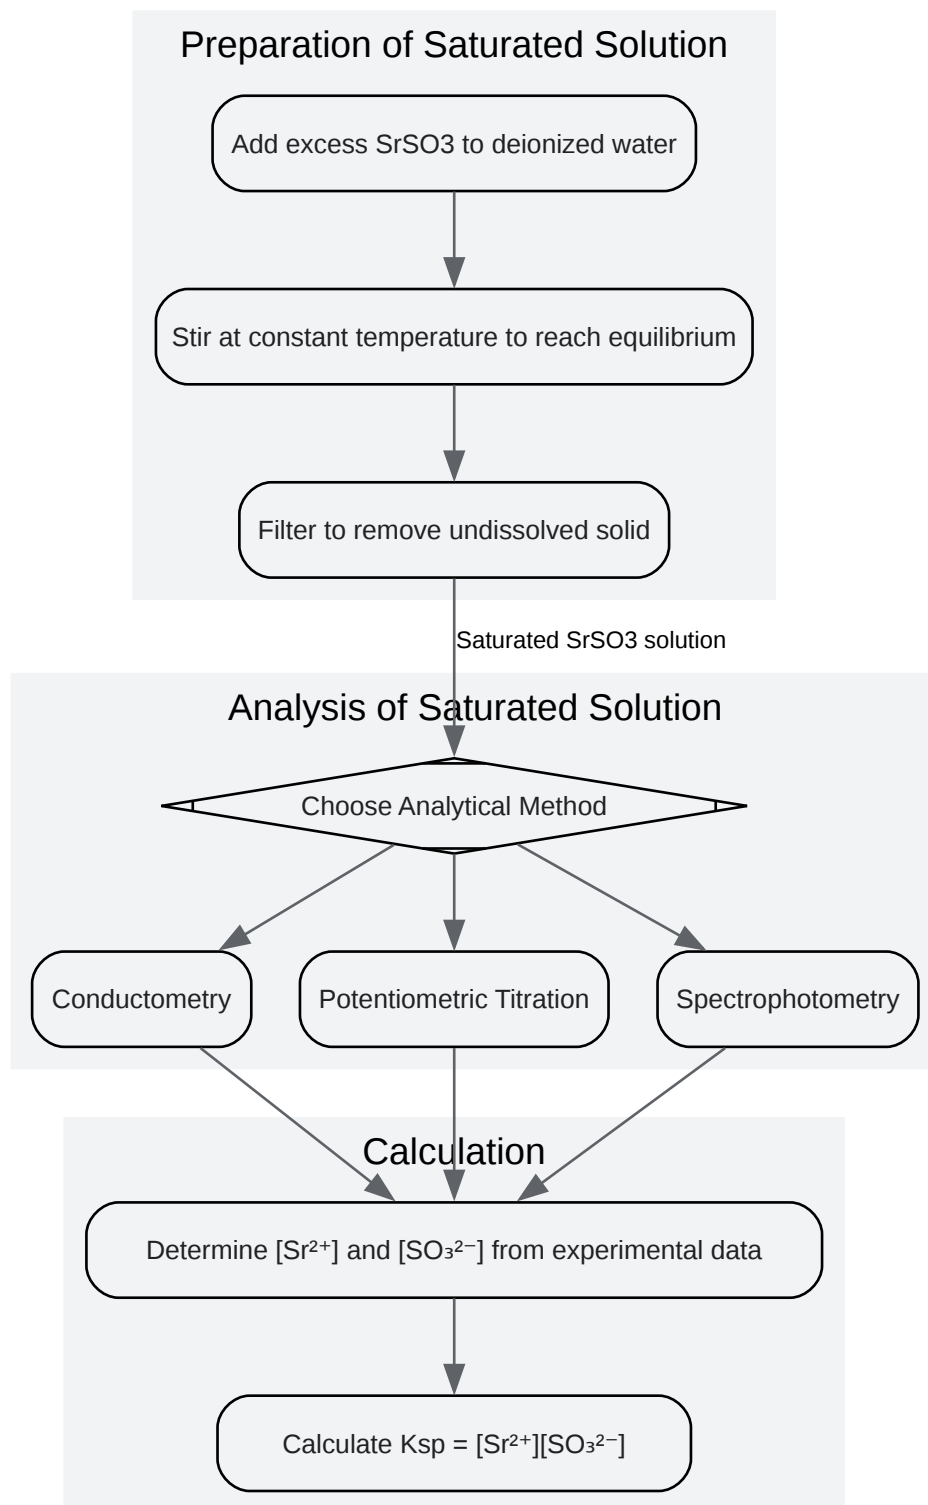 Preparation of Saturated Solution
Add excess SrSO3 to deionized water
Stir at constant temperature to reach equilibrium
Filter to remove undissolved solid
Saturated SrSO3 solution
Analysis of Saturated Solution
Choose Analytical Method
Conductometry
Potentiometric Titration
Spectrophotometry
Calculation
Determine [Sr²⁺] and [SO₃²⁻] from experimental data
Calculate Ksp = [Sr²⁺][SO₃²⁻]